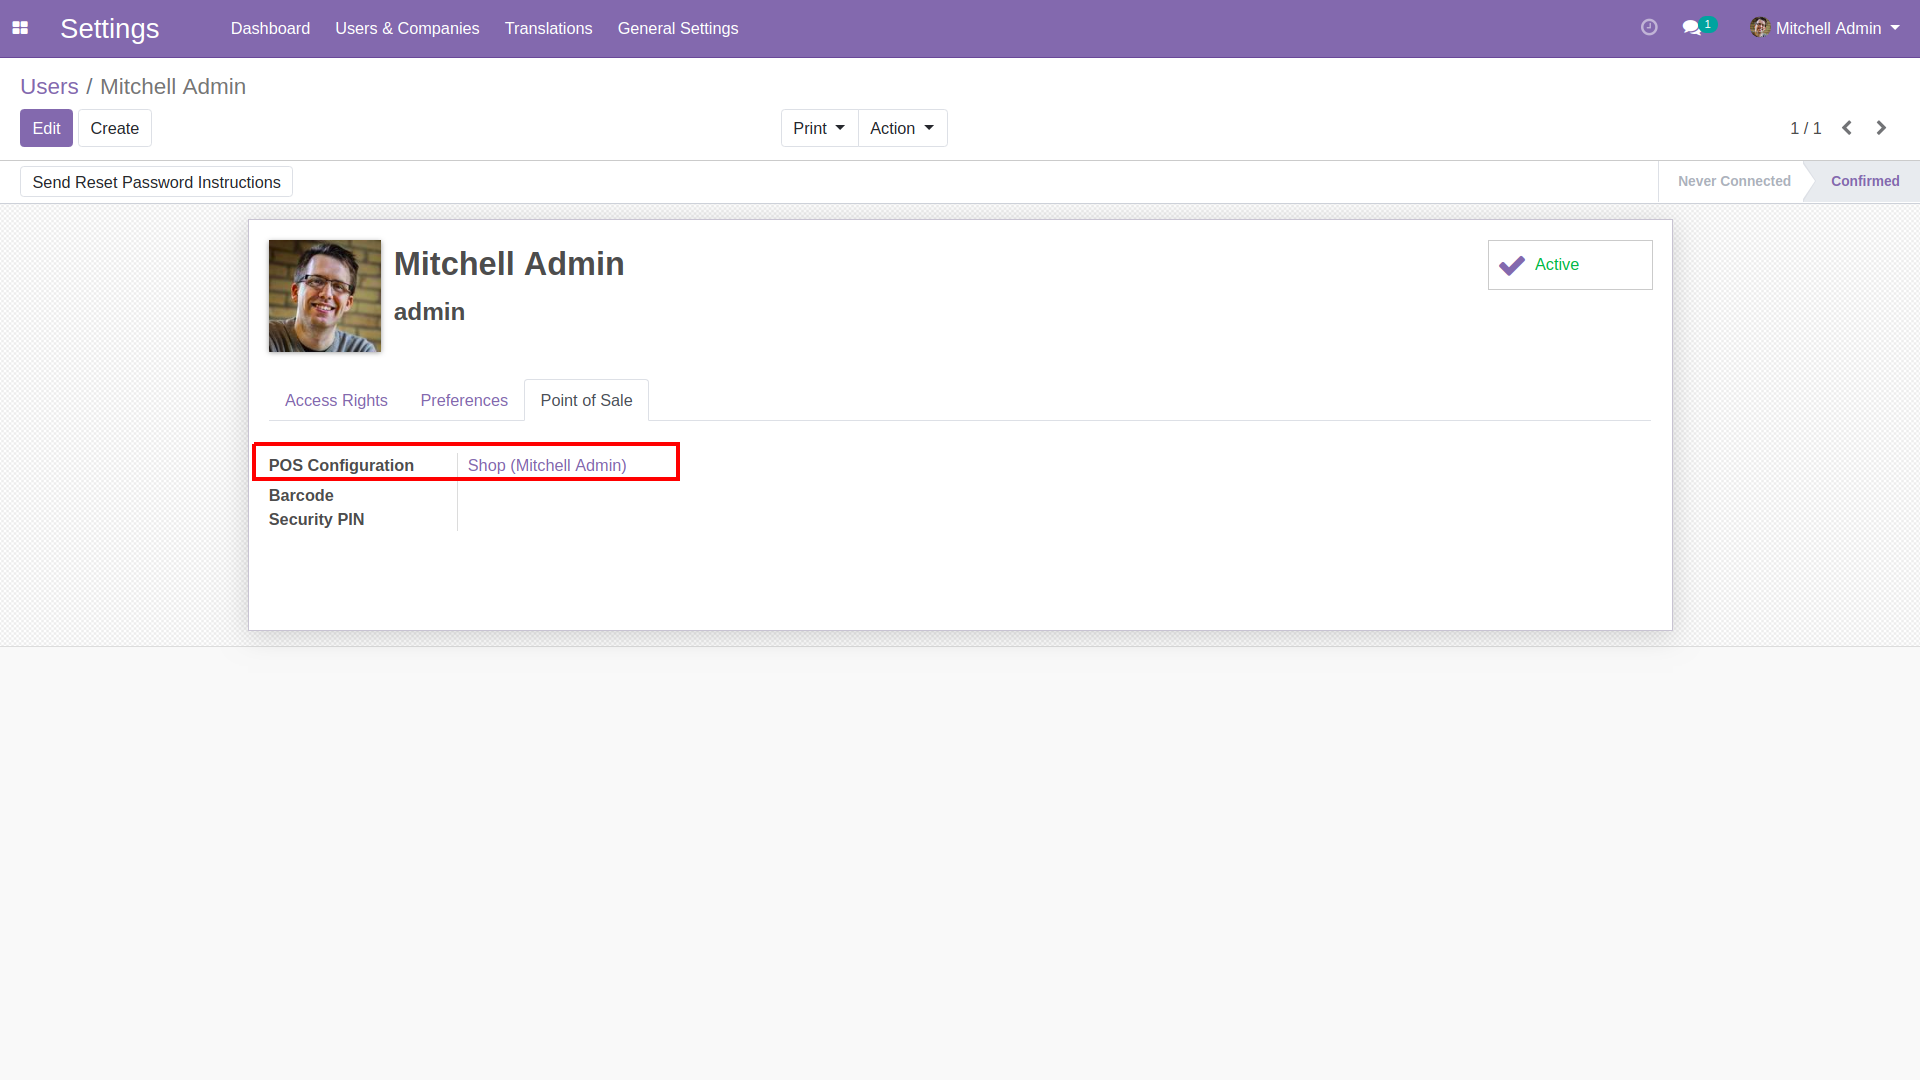 Settings Dashboard Users & Companies Translations General Settings 1 Mitchell Admin
Users / Mitchell Admin
Edit Create Print Action 1 / 1
Send Reset Password Instructions Never Connected Confirmed
Mitchell Admin
Active
admin
Access Rights Preferences Point of Sale
POS Configuration Shop (Mitchell Admin)
Barcode
Security PIN